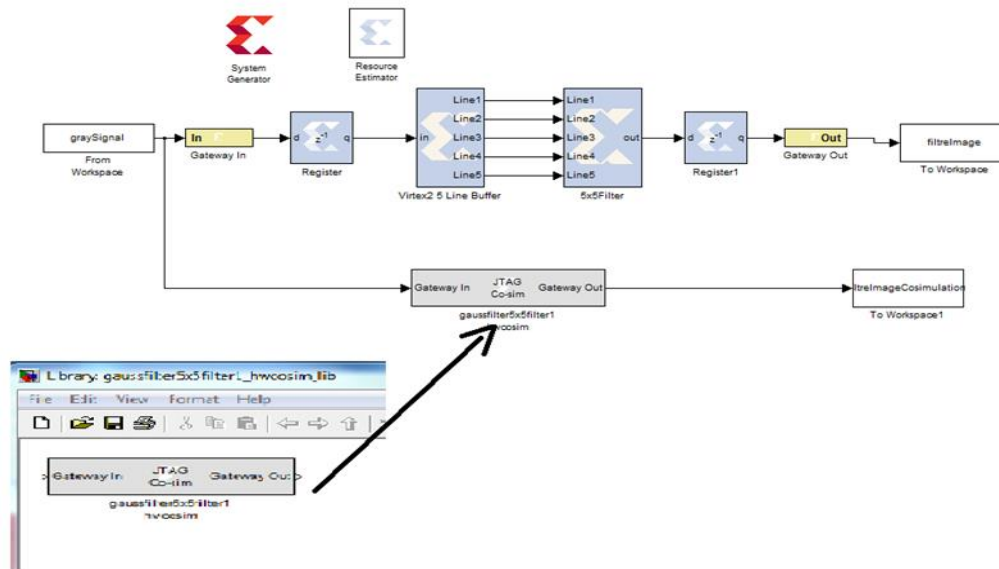 System
Generator
Resource
Estimator
graySignal
From
Workspace
In
Gateway In
d z⁻¹ q
Register
in
Line1
Line2
Line3
Line4
Line5
Virtex2 5 Line Buffer
Line1
Line2
Line3
Line4
Line5
out
5x5Filter
d z⁻¹ q
Register1
Out
Gateway Out
filtreImage
To Workspace
Gateway In JTAG Co-sim Gateway Out
gaussfilter5x5filter1
hwcosim
ltreImageCosimulation
To Workspace1
Library: gaussfilter5x5filter1_hwcosim_lib
File Edit View Format Help
Gateway In JTAG Co-sim Gateway Out
gaussfilter5x5filter1
hwcosim